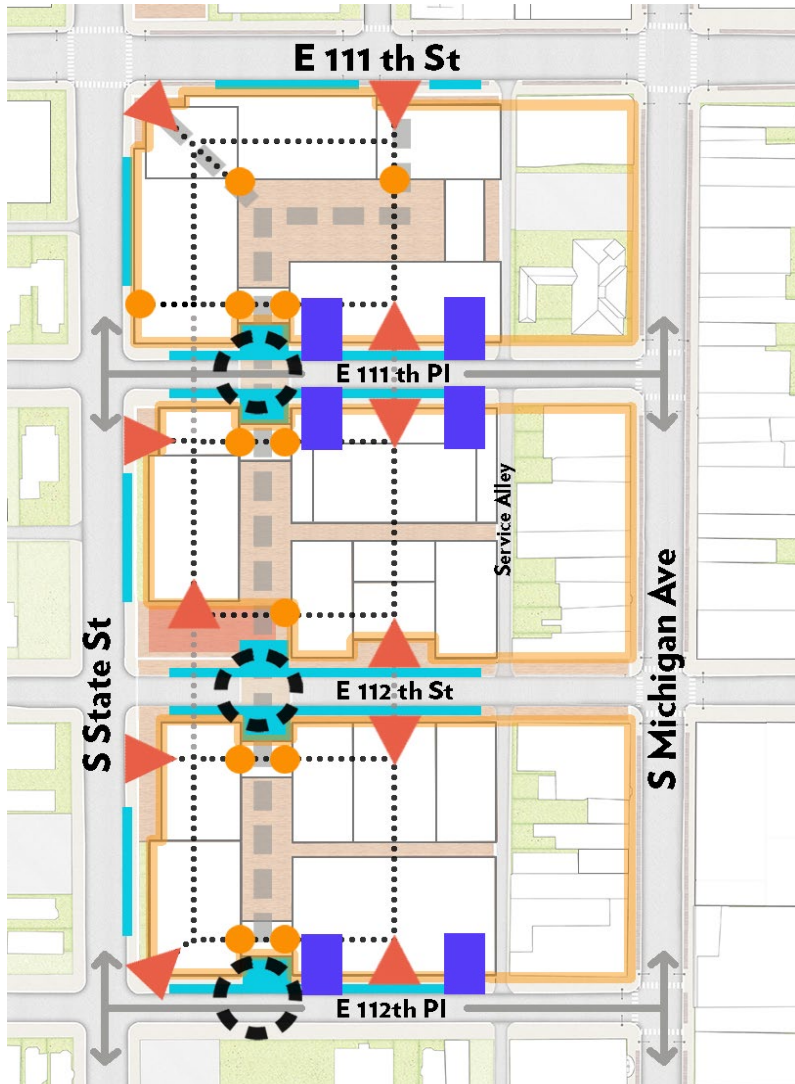 E 111 th St
E 111 th Pl
Service Alley
S State St
S Michigan Ave
E 112 th St
E 112th Pl